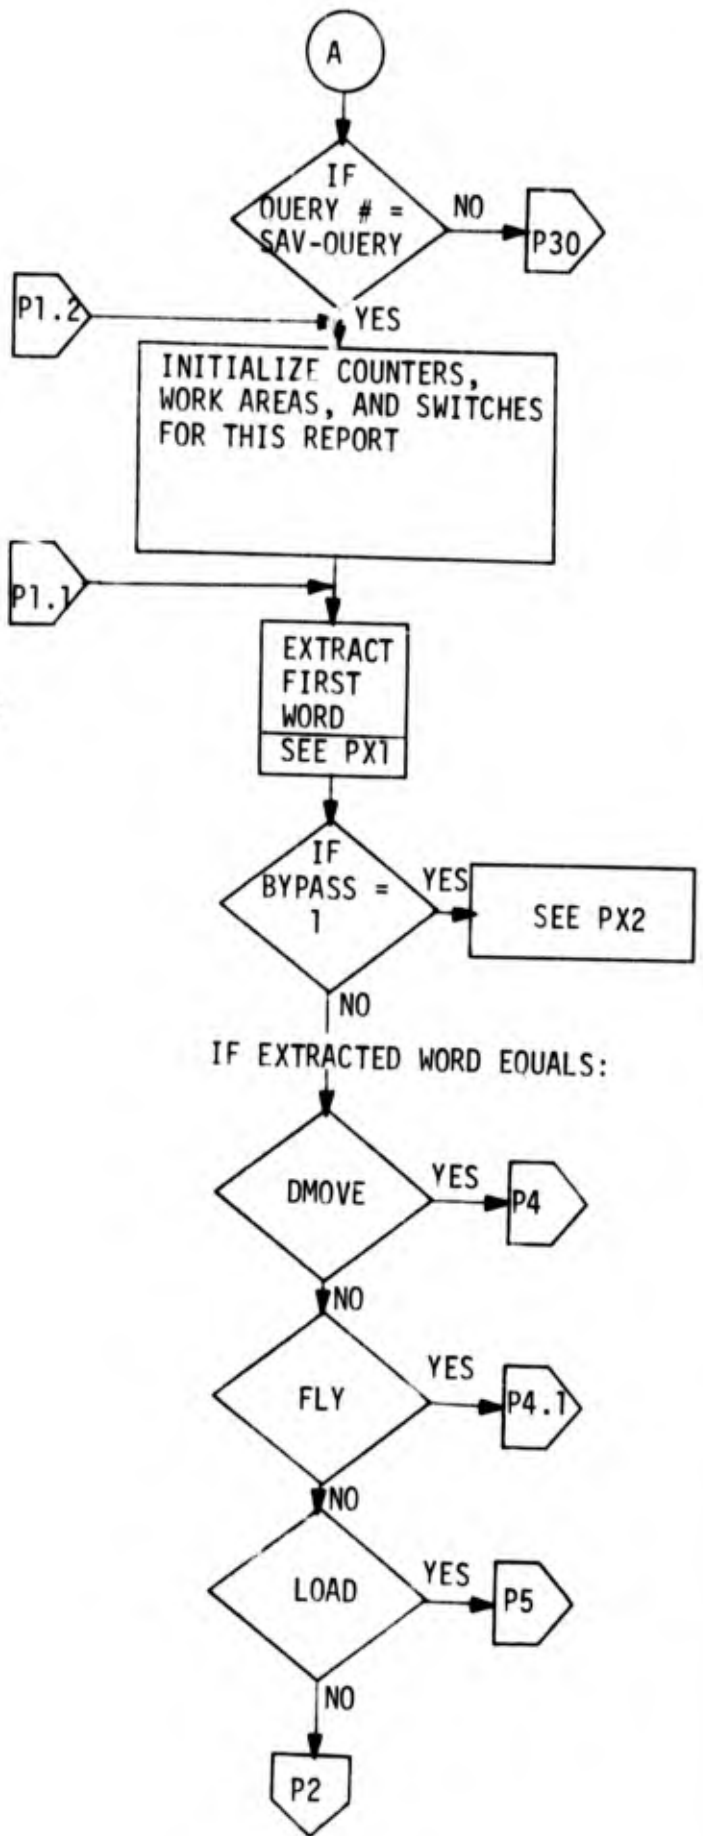 A
IF
QUERY # =
SAV-QUERY
NO
P30
P1.2
YES
INITIALIZE COUNTERS,
WORK AREAS, AND SWITCHES
FOR THIS REPORT
P1.1
EXTRACT
FIRST
WORD
SEE PX1
IF
BYPASS =
1
YES
SEE PX2
NO
IF EXTRACTED WORD EQUALS:
DMOVE
YES
P4
NO
FLY
YES
P4.1
NO
LOAD
YES
P5
NO
P2